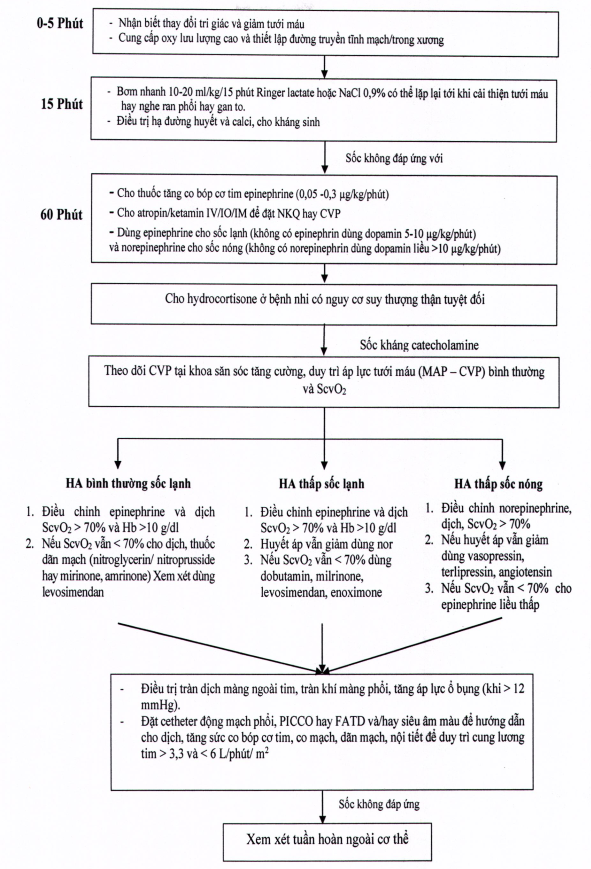 0-5 Phút
- Nhận biết thay đổi tri giác và giảm tưới máu
- Cung cấp oxy lưu lượng cao và thiết lập đường truyền tĩnh mạch/trong xương
15 Phút
- Bơm nhanh 10-20 ml/kg/15 phút Ringer lactate hoặc NaCl 0,9% có thể lặp lại tới khi cải thiện tưới máu
hay nghe ran phổi hay gan to.
- Điều trị hạ đường huyết và calci, cho kháng sinh
Sốc không đáp ứng với
60 Phút
- Cho thuốc tăng co bóp cơ tim epinephrine (0,05 -0,3 µg/kg/phút)
- Cho atropin/ketamin IV/IO/IM để đặt NKQ hay CVP
- Dùng epinephrine cho sốc lạnh (không có epinephrin dùng dopamin 5-10 µg/kg/phút)
và norepinephrine cho sốc nóng (không có norepinephrin dùng dopamin liều >10 µg/kg/phút)
Cho hydrocortisone ở bệnh nhi có nguy cơ suy thượng thận tuyệt đối
Sốc kháng catecholamine
Theo dõi CVP tại khoa săn sóc tăng cường, duy trì áp lực tưới máu (MAP – CVP) bình thường
và ScvO2
HA bình thường sốc lạnh
1. Điều chỉnh epinephrine và dịch
ScvO2 > 70% và Hb >10 g/dl
2. Nếu ScvO2 vẫn < 70% cho dịch, thuốc
dãn mạch (nitroglycerin/ nitroprusside
hay mirinone, amrinone) Xem xét dùng
levosimendan
HA thấp sốc lạnh
1. Điều chỉnh epinephrine và dịch
ScvO2 > 70% và Hb >10 g/dl
2. Huyết áp vẫn giảm dùng nor
3. Nếu ScvO2 vẫn < 70% dùng
dobutamin, milrinone,
levosimendan, enoximone
HA thấp sốc nóng
1. Điều chỉnh norepinephrine,
dịch, ScvO2 > 70%
2. Nếu huyết áp vẫn giảm
dùng vasopressin,
terlipressin, angiotensin
3. Nếu ScvO2 vẫn < 70% cho
epinephrine liều thấp
- Điều trị tràn dịch màng ngoài tim, tràn khí màng phổi, tăng áp lực ổ bụng (khi > 12
mmHg).
- Đặt cetheter động mạch phổi, PICCO hay FATD và/hay siêu âm màu để hướng dẫn
cho dịch, tăng sức co bóp cơ tim, co mạch, dãn mạch, nội tiết để duy trì cung lương
tim > 3,3 và < 6 L/phút/ m2
Sốc không đáp ứng
Xem xét tuần hoàn ngoài cơ thể